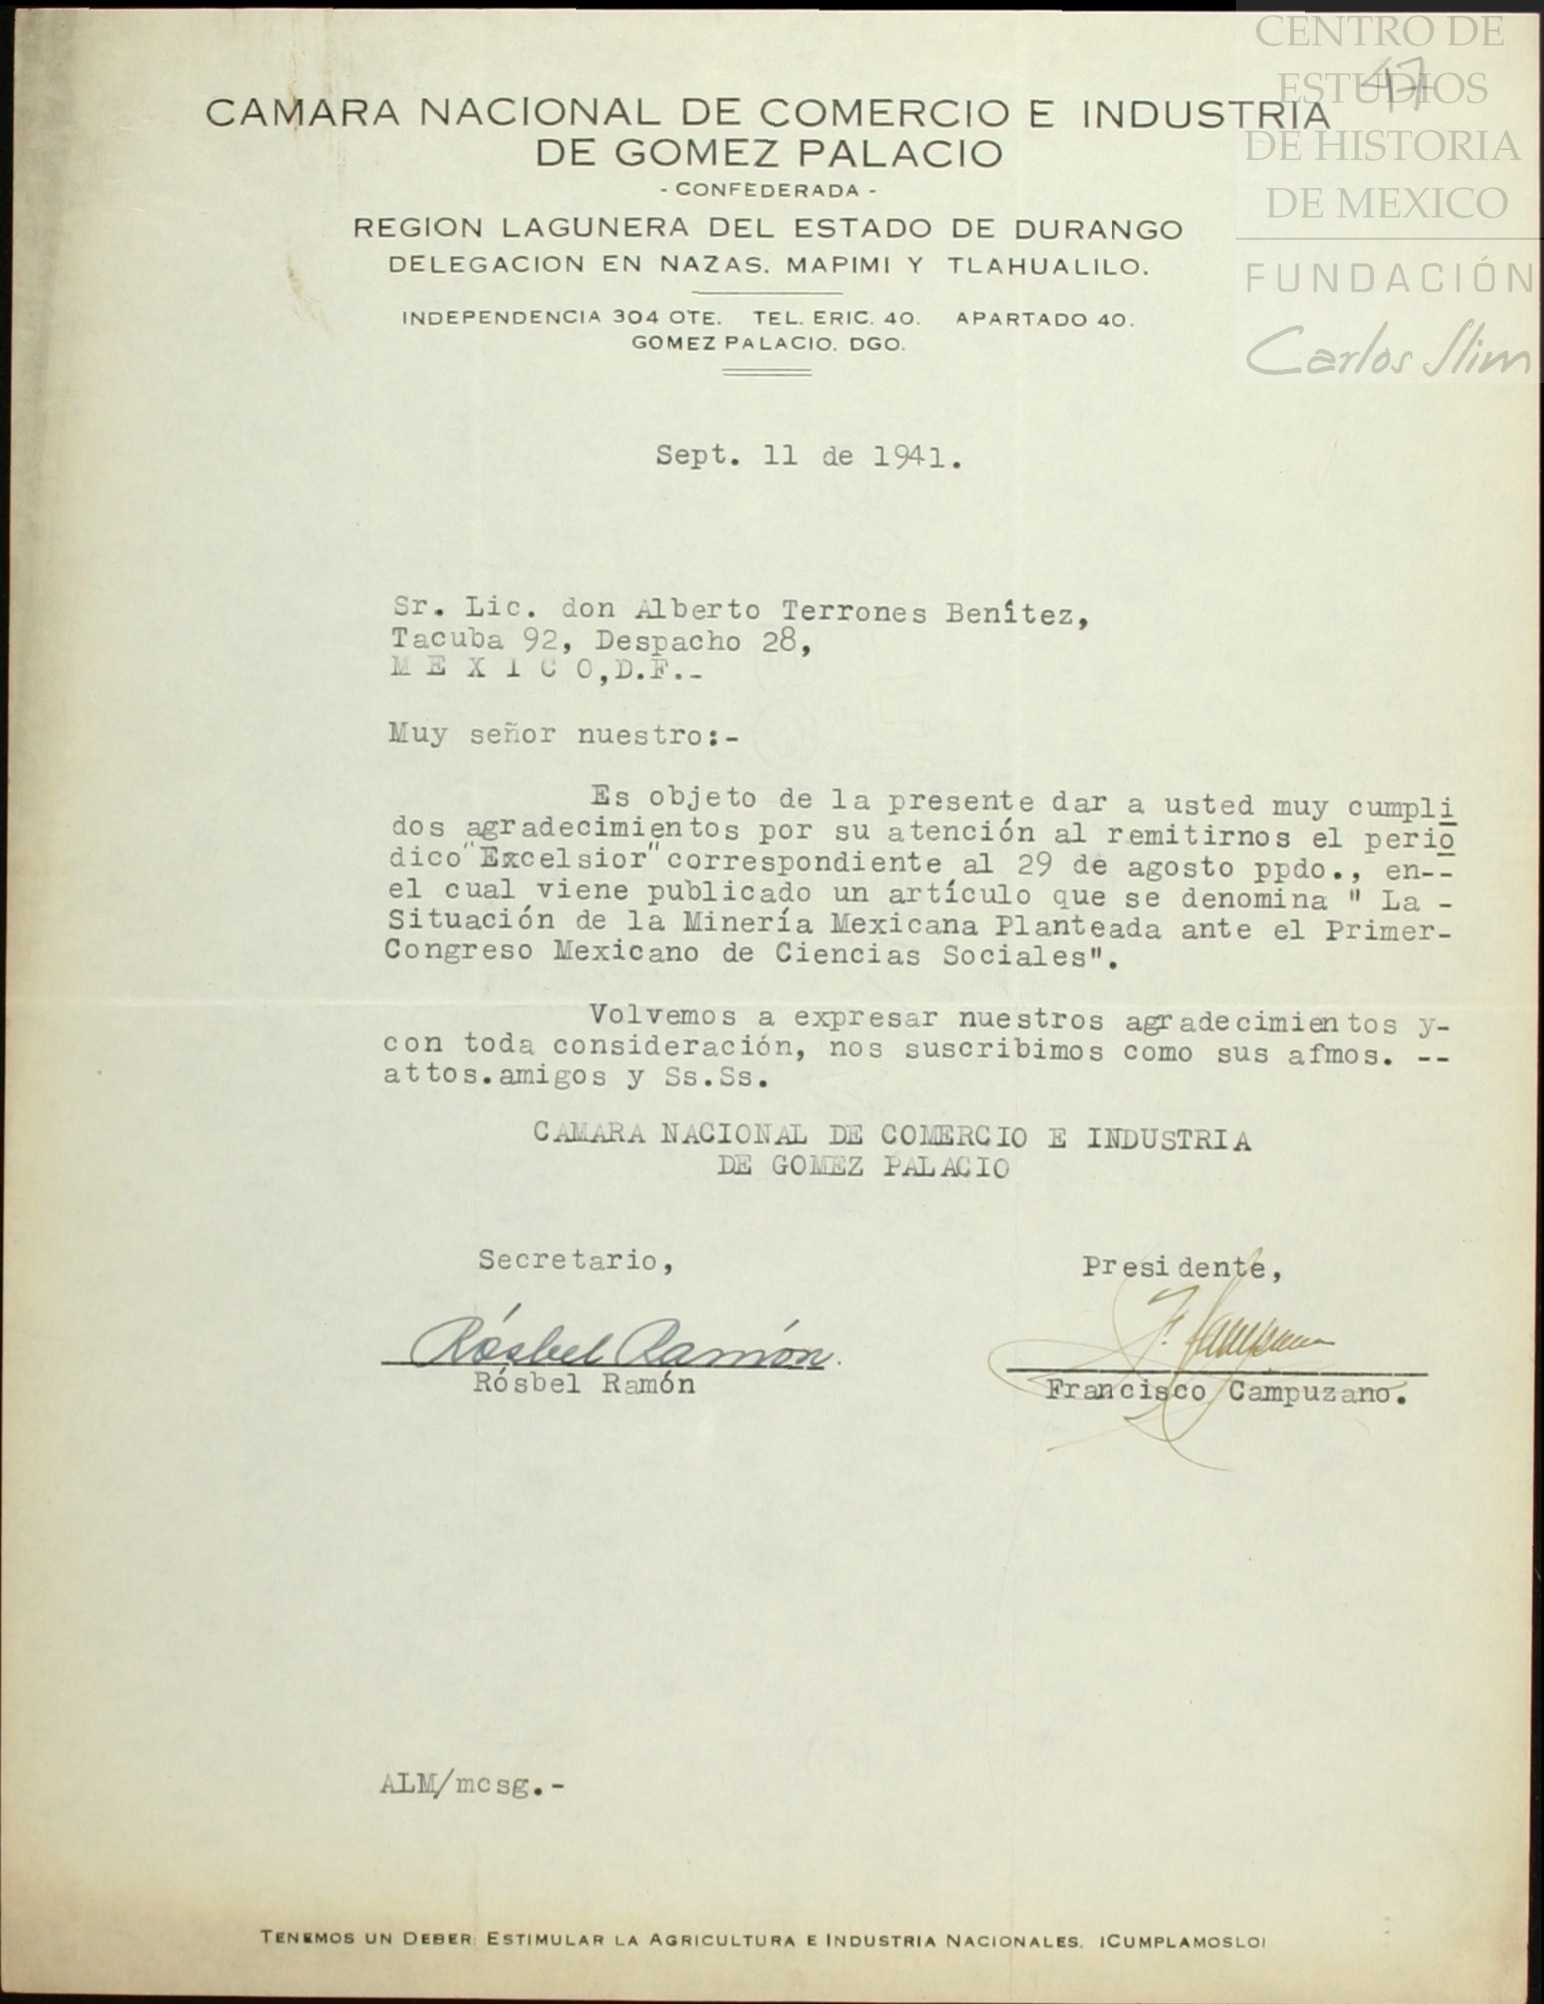 CENTRO DE
ESTUDIOS
DE HISTORIA
DE MEXICO
FUNDACIÓN
Carlos Slim
47
CAMARA NACIONAL DE COMERCIO E INDUSTRIA
DE GOMEZ PALACIO
- CONFEDERADA -
REGION LAGUNERA DEL ESTADO DE DURANGO
DELEGACION EN NAZAS, MAPIMI Y TLAHUALILO.
INDEPENDENCIA 304 OTE. TEL. ERIC. 40. APARTADO 40.
GOMEZ PALACIO, DGO.
Sept. 11 de 1941.
Sr. Lic. don Alberto Terrones Benítez,
Tacuba 92, Despacho 28,
M E X I C O,D.F.-
Muy señor nuestro:-
Es objeto de la presente dar a usted muy cumpli
dos agradecimientos por su atención al remitirnos el perio
dico"Excelsior"correspondiente al 29 de agosto ppdo., en--
el cual viene publicado un artículo que se denomina " La -
Situación de la Minería Mexicana Planteada ante el Primer-
Congreso Mexicano de Ciencias Sociales".
Volvemos a expresar nuestros agradecimientos y-
con toda consideración, nos suscribimos como sus afmos. --
attos.amigos y Ss.Ss.
CAMARA NACIONAL DE COMERCIO E INDUSTRIA
DE GOMEZ PALACIO
Secretario, Presidente,
Rósbel Ramón. F. Campuzano
Rósbel Ramón Francisco Campuzano.
ALM/mcsg.-
TENEMOS UN DEBER: ESTIMULAR LA AGRICULTURA E INDUSTRIA NACIONALES. ¡CUMPLAMOSLO!